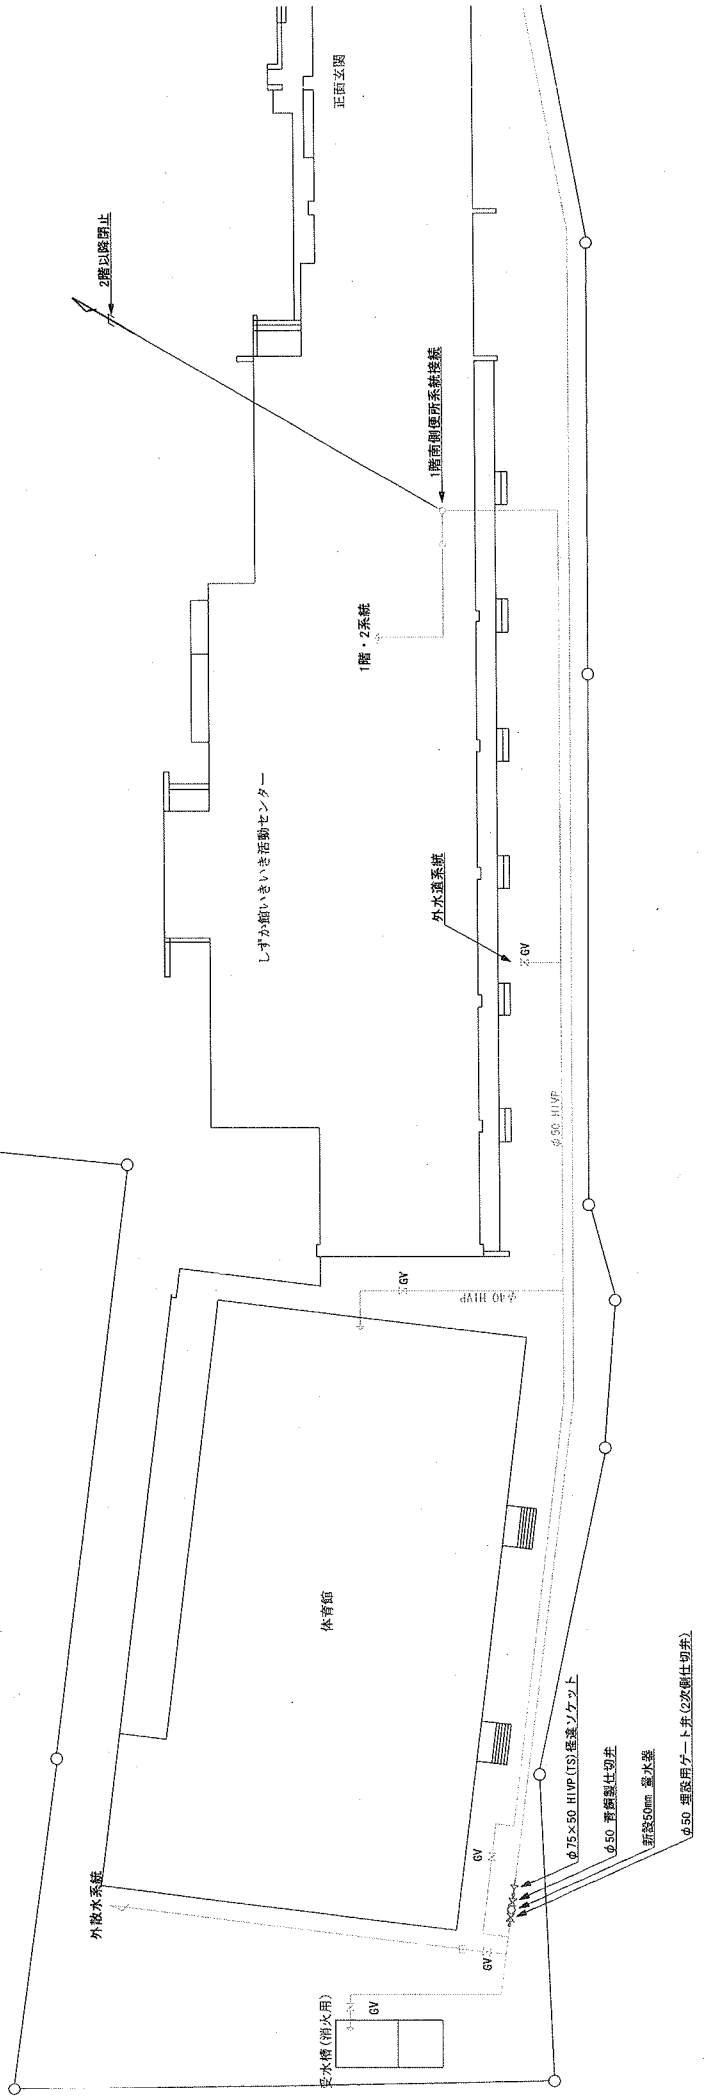 正面玄関
2階以降閉止
1階南側便所系統接続
1階・2系統
しずか館いきいき活動センター
外水道系統
GV
φ50 HIVP
GV
φ40 HIVP
体育館
外散水系統
GV
GV
GV
受水槽(消火用)
φ75×50 HIVP(TS)径違ソケット
φ50 青銅製仕切弁
新設50mm 量水器
φ50 埋設用ゲート弁(2次側仕切弁)